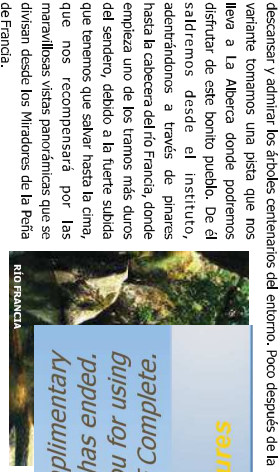 descansar y admirar los árboles centenarios del entorno. Poco después de la
variante tomamos una pista que nos
lleva a La Alberca donde podremos
disfrutar de este bonito pueblo. De él
saldremos desde el instituto,
adentrándonos a través de pinares
hasta la cabecera del río Francia, donde
empieza uno de los tramos más duros
del sendero, debido a la fuerte subida
que tenemos que salvar hasta la cima,
que nos recompensará por las
maravillosas vistas panorámicas que se
divisan desde los Miradores de la Peña
de Francia.
RÍO FRANCIA
Complete.
for using
has ended.